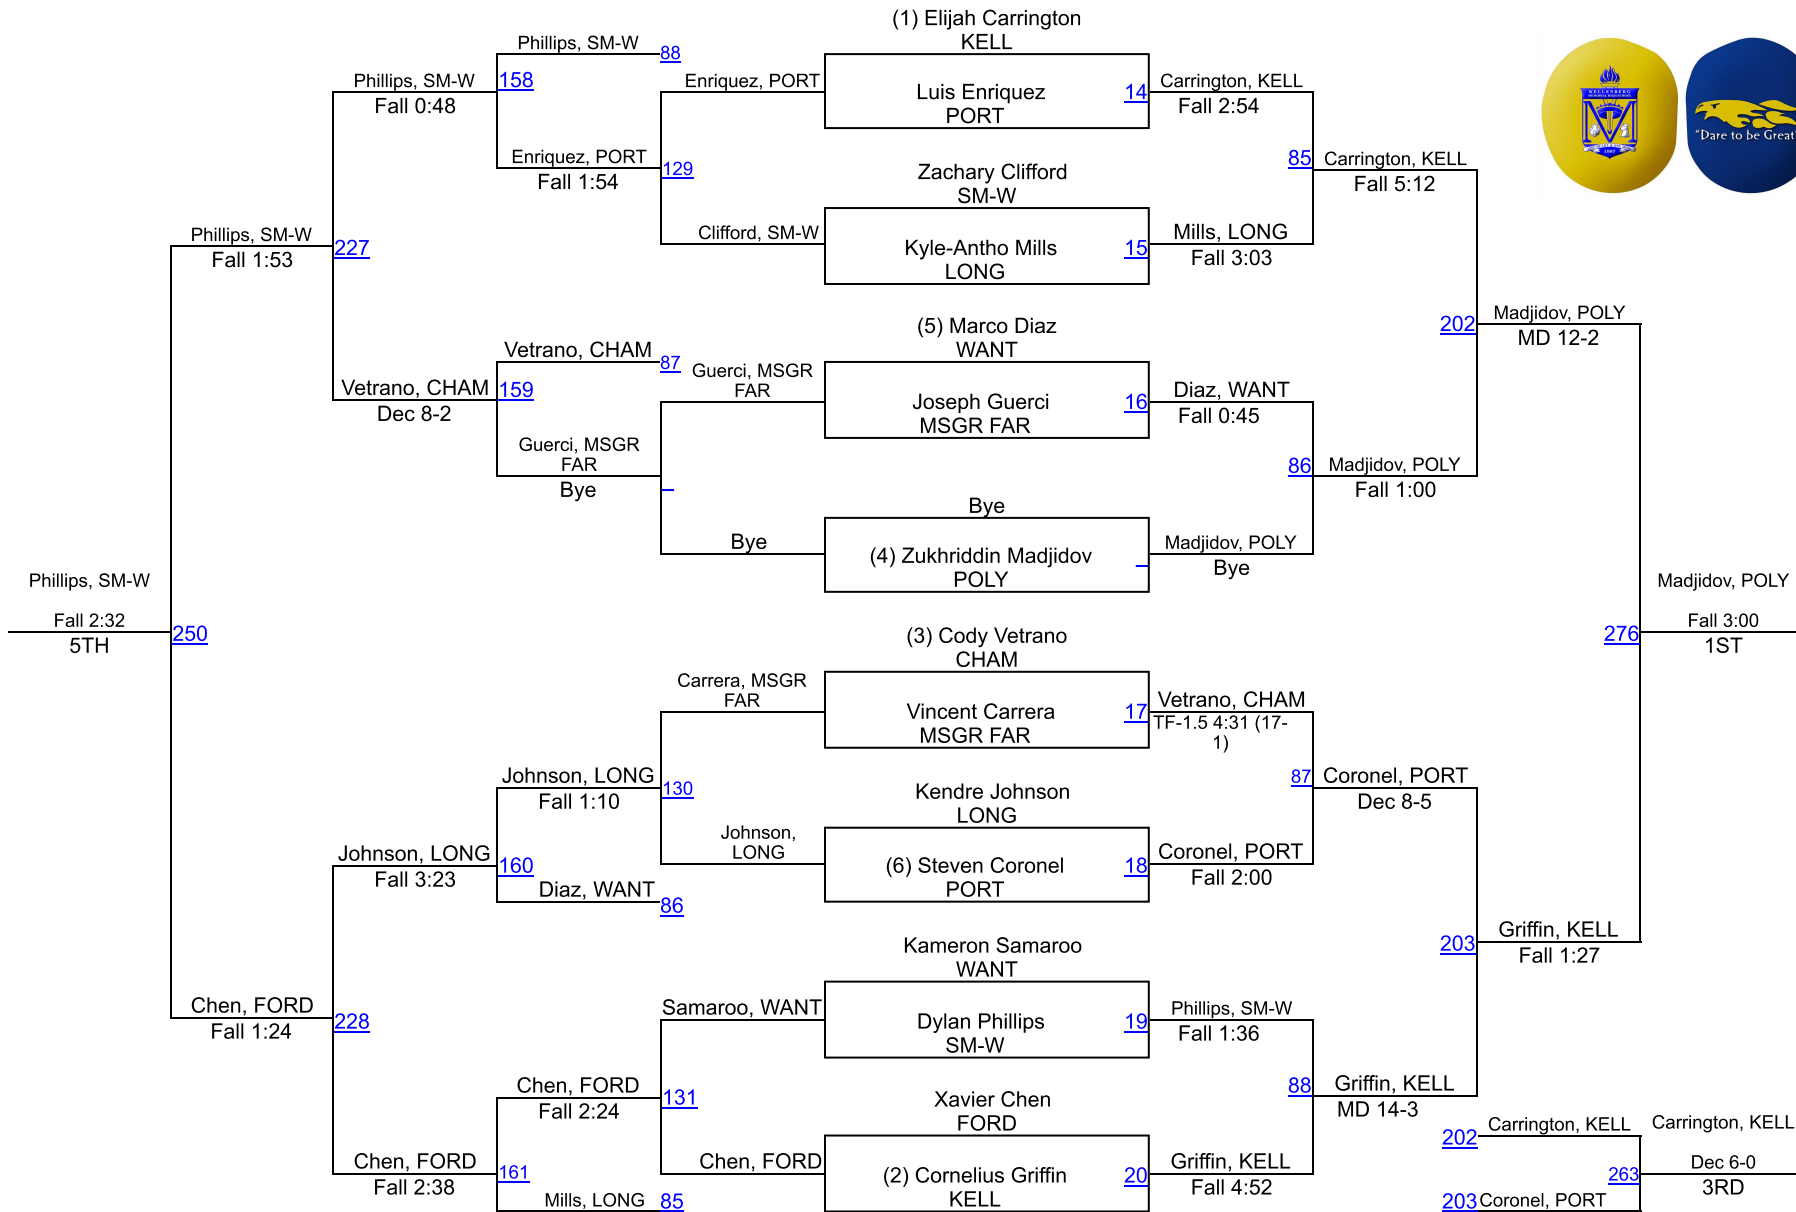 (1) Elijah Carrington
KELL
Phillips, SM-W
88
Phillips, SM-W
158
Fall 0:48
Enriquez, PORT
Luis Enriquez
PORT
14
Carrington, KELL
Fall 2:54
KELLENBERG
"Dare to be Great"
Enriquez, PORT
Fall 1:54
129
Zachary Clifford
SM-W
85
Carrington, KELL
Fall 5:12
Phillips, SM-W
Fall 1:53
227
Clifford, SM-W
Kyle-Antho Mills
LONG
15
Mills, LONG
Fall 3:03
(5) Marco Diaz
WANT
202
Madjidov, POLY
MD 12-2
Vetrano, CHAM
87
Vetrano, CHAM
159
Dec 8-2
Guerci, MSGR
FAR
Joseph Guerci
MSGR FAR
16
Diaz, WANT
Fall 0:45
Guerci, MSGR
FAR
Bye
86
Madjidov, POLY
Fall 1:00
Bye
Bye
(4) Zukhriddin Madjidov
POLY
Madjidov, POLY
Bye
Phillips, SM-W
Fall 2:32
5TH
250
Madjidov, POLY
Fall 3:00
1ST
276
(3) Cody Vetrano
CHAM
Carrera, MSGR
FAR
Vincent Carrera
MSGR FAR
17
Vetrano, CHAM
TF-1.5 4:31 (17-
1)
Johnson, LONG
Fall 1:10
130
Kendre Johnson
LONG
87
Coronel, PORT
Dec 8-5
Johnson, LONG
Fall 3:23
160
Johnson,
LONG
(6) Steven Coronel
PORT
18
Coronel, PORT
Fall 2:00
Diaz, WANT
86
Kameron Samaroo
WANT
203
Griffin, KELL
Fall 1:27
Chen, FORD
Fall 1:24
228
Samaroo, WANT
Dylan Phillips
SM-W
19
Phillips, SM-W
Fall 1:36
Chen, FORD
Fall 2:24
131
Xavier Chen
FORD
88
Griffin, KELL
MD 14-3
Chen, FORD
Fall 2:38
161
Chen, FORD
(2) Cornelius Griffin
KELL
20
Griffin, KELL
Fall 4:52
Mills, LONG
85
202
Carrington, KELL
Carrington, KELL
263
Dec 6-0
3RD
203
Coronel, PORT